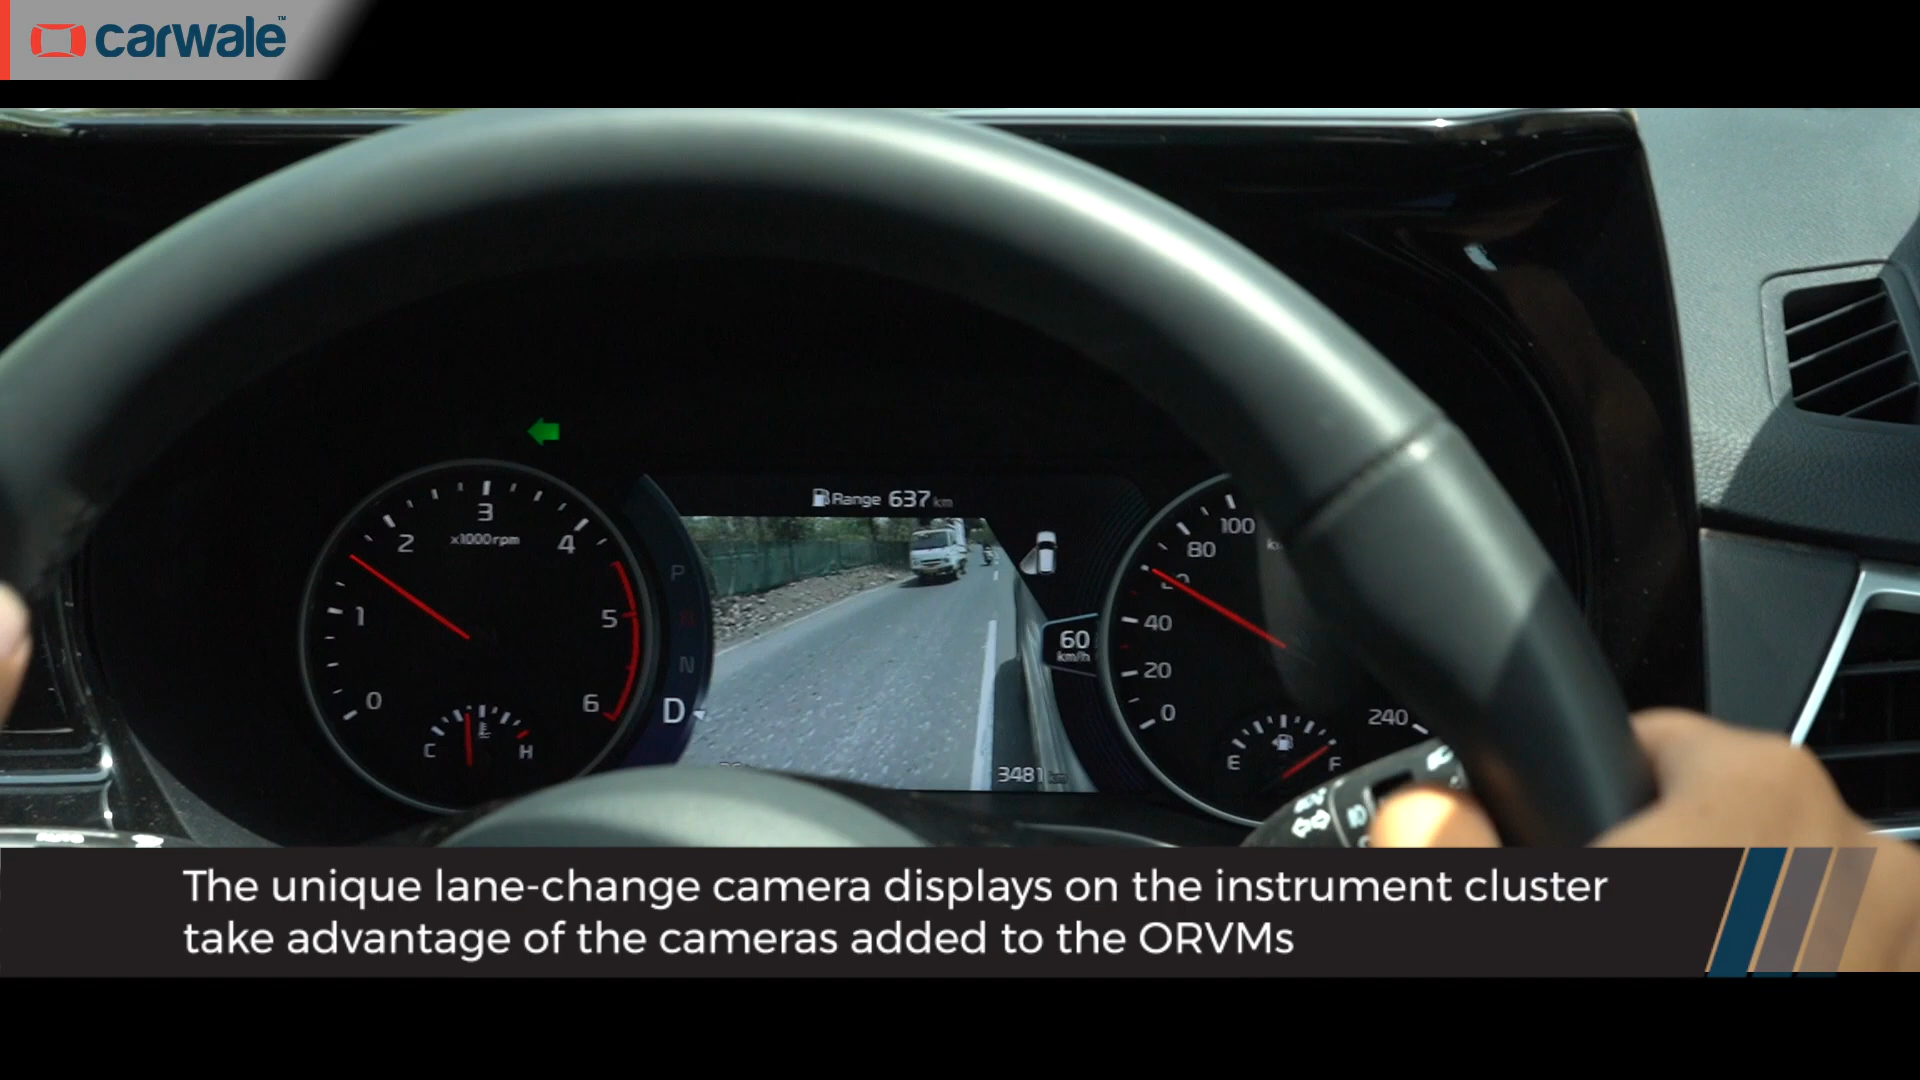 carwale™
Range 637 km
3
2
x1000rpm
4
1
5
0
6
C
H
P
N
D
60
km/h
3481
100
80
40
20
0
240
E
F
The unique lane-change camera displays on the instrument cluster
take advantage of the cameras added to the ORVMs